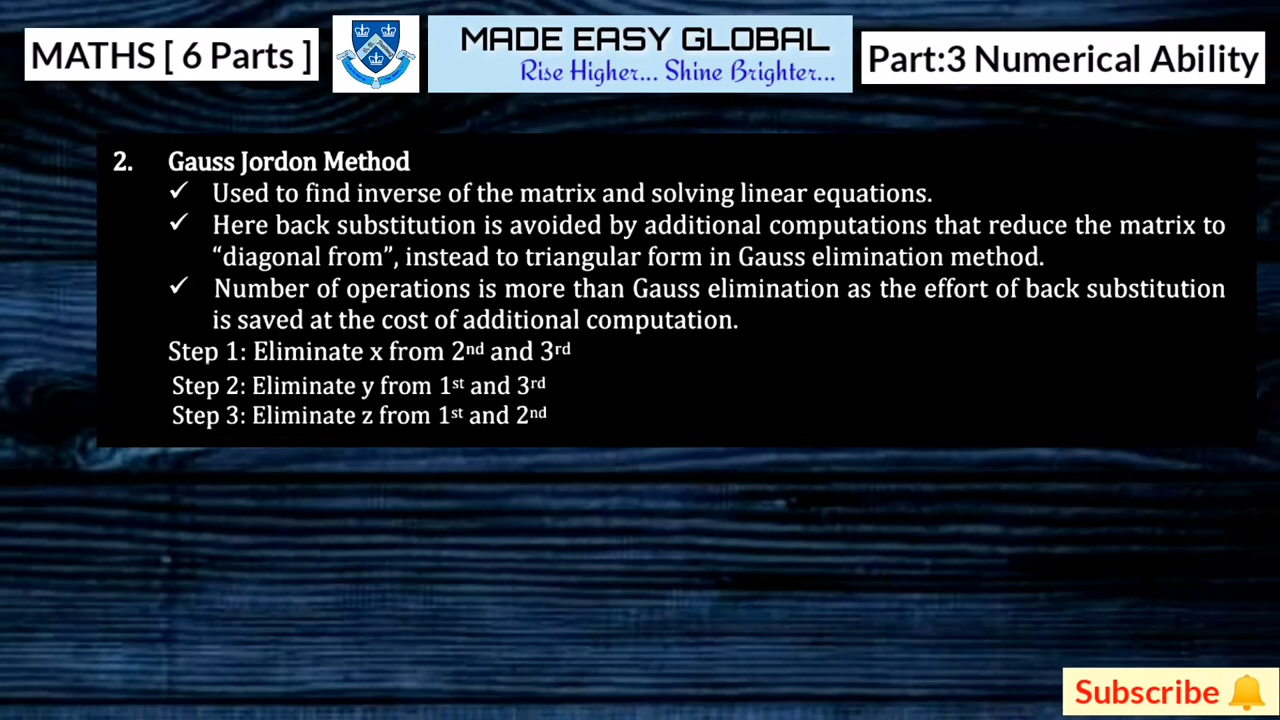 MATHS [ 6 Parts ]
MADE EASY GLOBAL
Rise Higher... Shine Brighter...
Part:3 Numerical Ability
2. Gauss Jordon Method
✓ Used to find inverse of the matrix and solving linear equations.
✓ Here back substitution is avoided by additional computations that reduce the matrix to
“diagonal from”, instead to triangular form in Gauss elimination method.
✓ Number of operations is more than Gauss elimination as the effort of back substitution
is saved at the cost of additional computation.
Step 1: Eliminate x from 2nd and 3rd
Step 2: Eliminate y from 1st and 3rd
Step 3: Eliminate z from 1st and 2nd
Subscribe